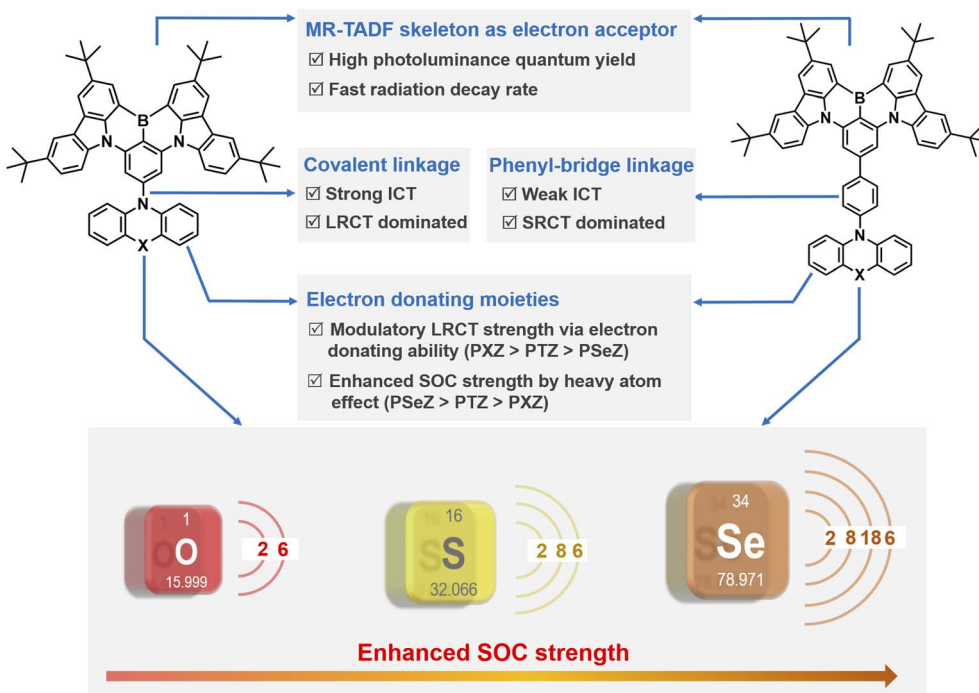 MR-TADF skeleton as electron acceptor
☑ High photoluminance quantum yield
☑ Fast radiation decay rate
B
N
N
N
X
Covalent linkage
☑ Strong ICT
☑ LRCT dominated
Phenyl-bridge linkage
☑ Weak ICT
☑ SRCT dominated
B
N
N
N
X
Electron donating moieties
☑ Modulatory LRCT strength via electron
donating ability (PXZ > PTZ > PSeZ)
☑ Enhanced SOC strength by heavy atom
effect (PSeZ > PTZ > PXZ)
1
O
15.999
2 6
16
S
32.066
2 8 6
34
Se
78.971
2 8 18 6
Enhanced SOC strength